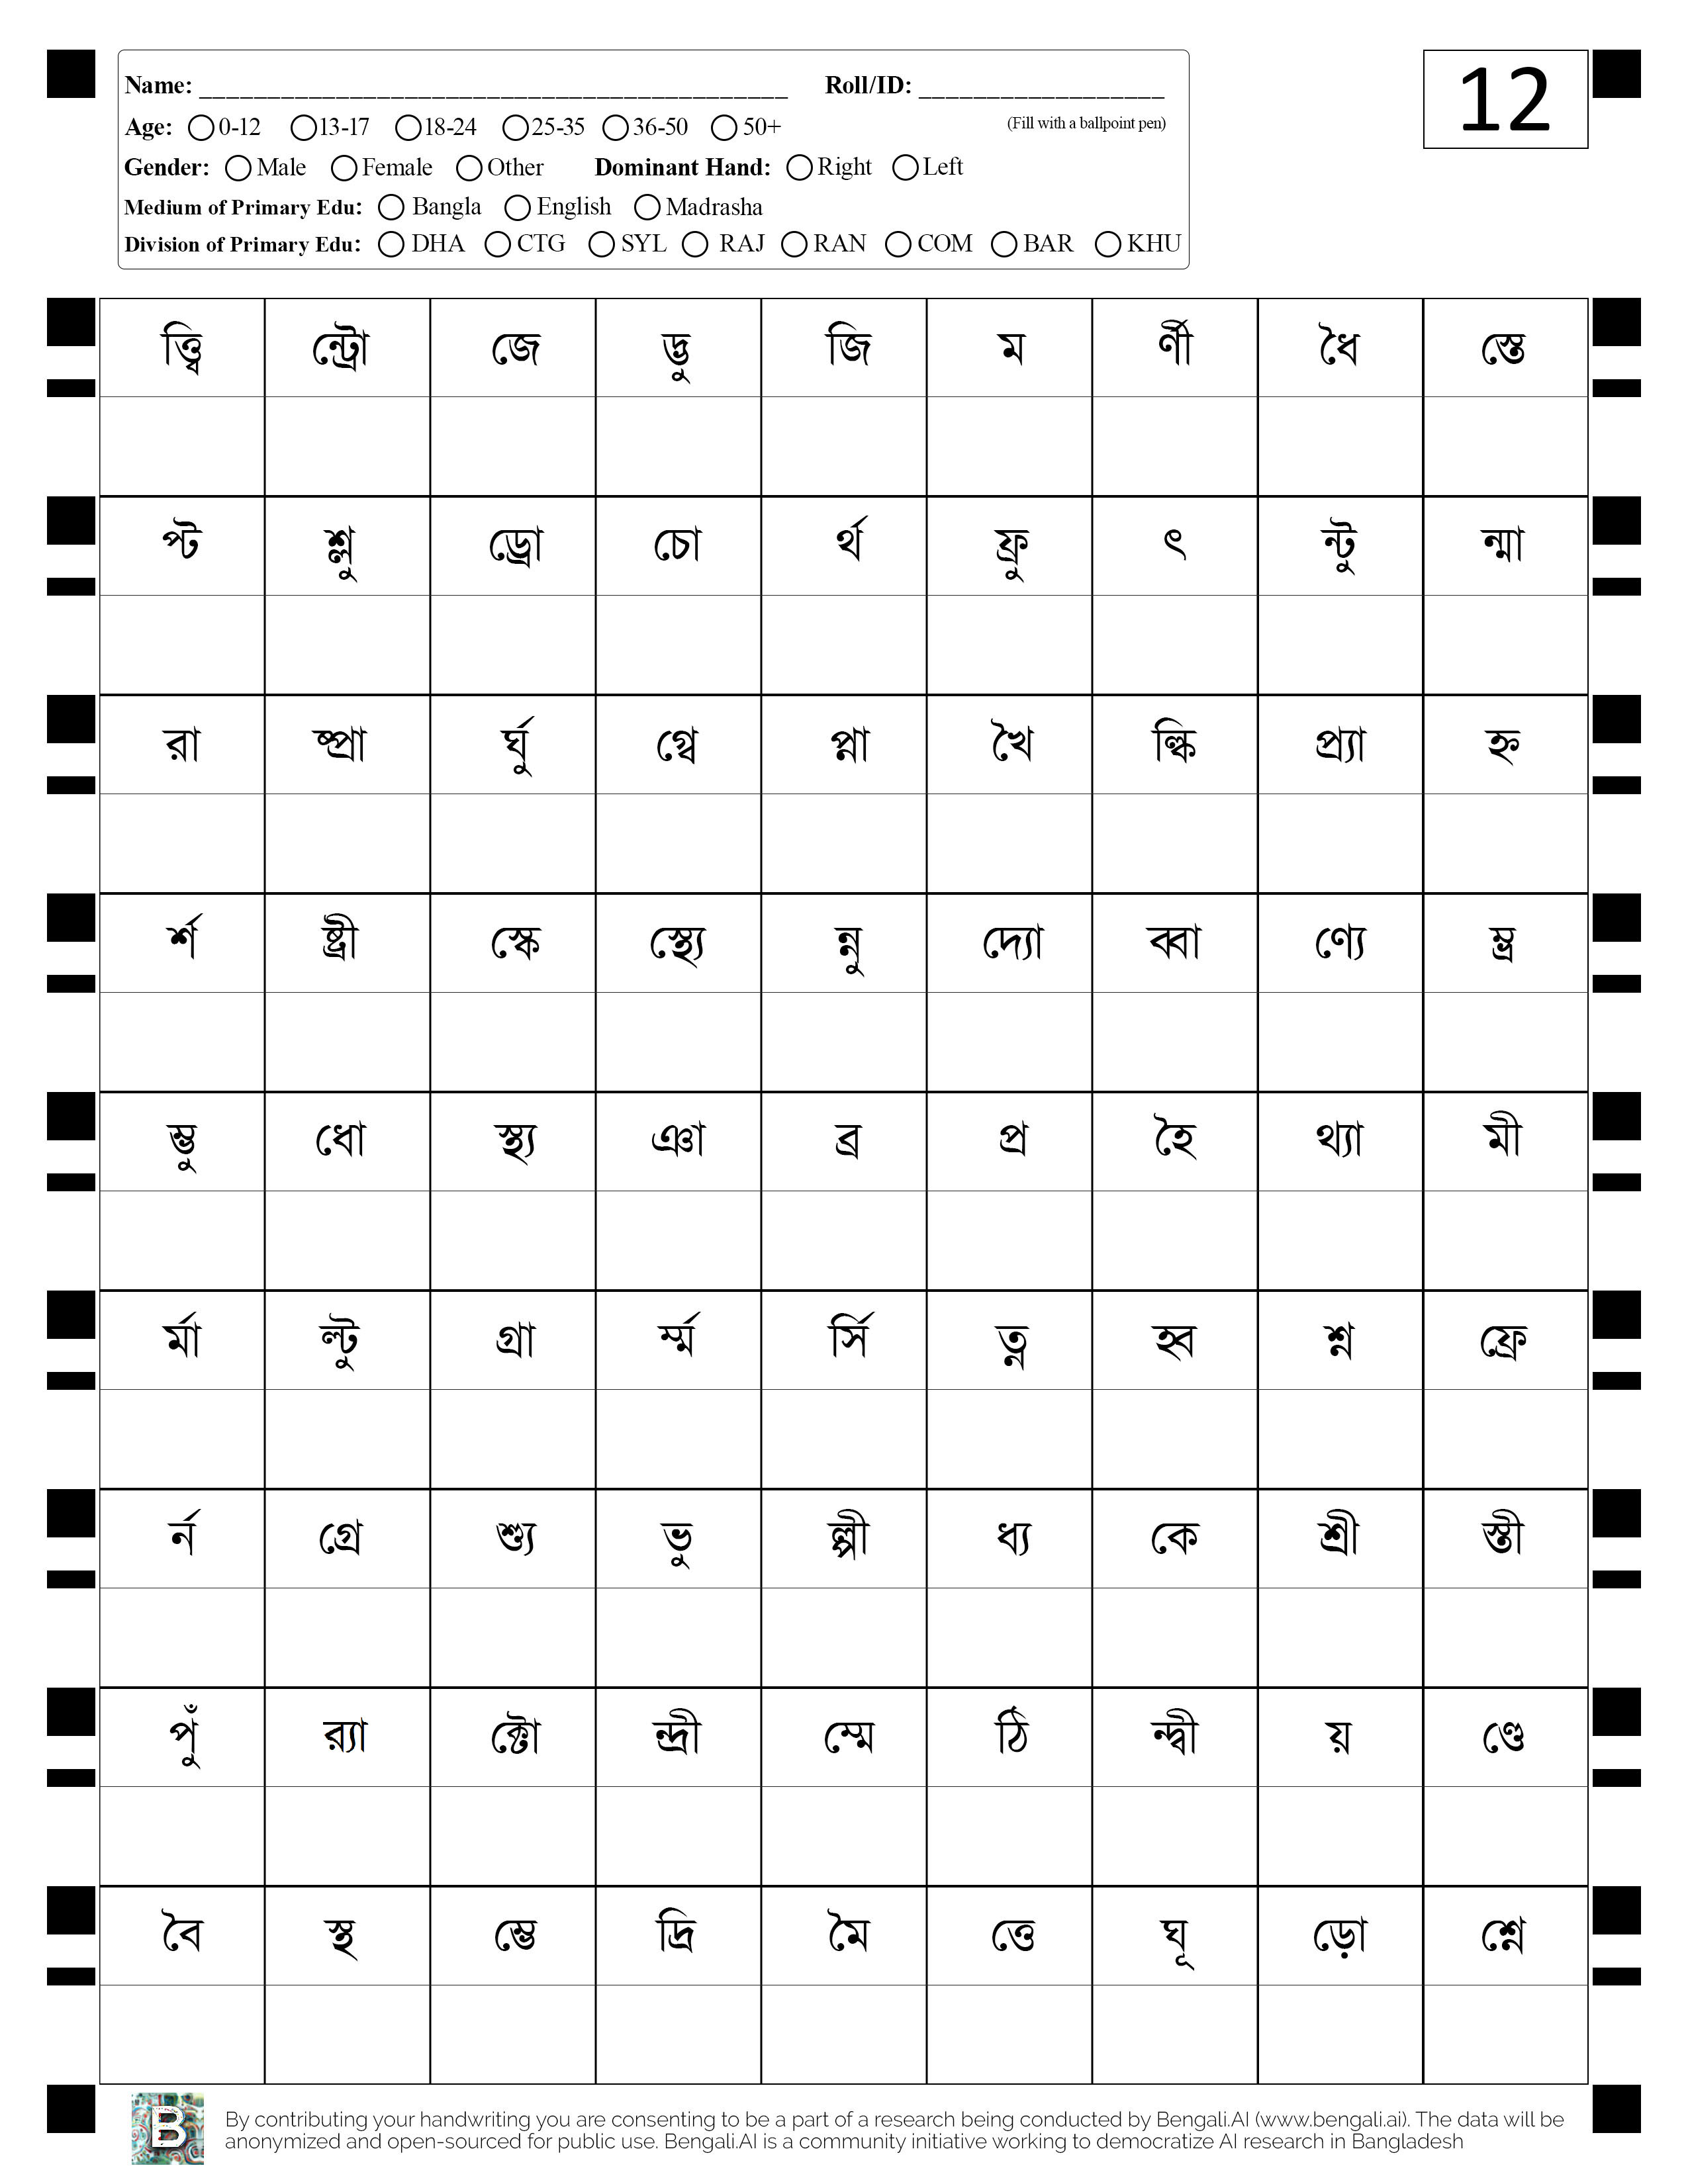 Name: ___________________________________________ Roll/ID: __________________
12
Age: 0-12 13-17 18-24 25-35 36-50 50+ (Fill with a ballpoint pen)
Gender: Male Female Other Dominant Hand: Right Left
Medium of Primary Edu: Bangla English Madrasha
Division of Primary Edu: DHA CTG SYL RAJ RAN COM BAR KHU
ত্ত্বি ন্ট্রো জে দ্ভু জি ম র্ণী ধৈ স্তে
প্ট শ্লু ড্রো চো র্থ ফ্রু ৎ ন্টু ন্মা
রা ষ্প্রা র্ঘু গ্বে প্না খৈ ল্কি প্র্যা হ্ন
র্শ ষ্ট্রী স্কে স্থ্যে ন্নু দ্যো ব্বা ণ্যে ম্ভ্র
ম্ভু ধো স্থ্য ঞা ব্র প্র হৈ থ্যা মী
র্মা ল্টু গ্রা র্ম্ম র্সি ত্ন হ্ব শ্ন ফ্রে
র্ন গ্রে শ্যু ভু ল্পী ধ্য কে শ্রী স্তী
পুঁ র‍্যা ক্টো ন্দ্রী ম্মে ঠি ন্দ্বী য় ণ্ডে
বৈ স্থ ম্ভে দ্রি মৈ ত্তে ঘূ ড়ো শ্নে
B
By contributing your handwriting you are consenting to be a part of a research being conducted by Bengali.AI (www.bengali.ai). The data will be
anonymized and open-sourced for public use. Bengali.AI is a community initiative working to democratize AI research in Bangladesh